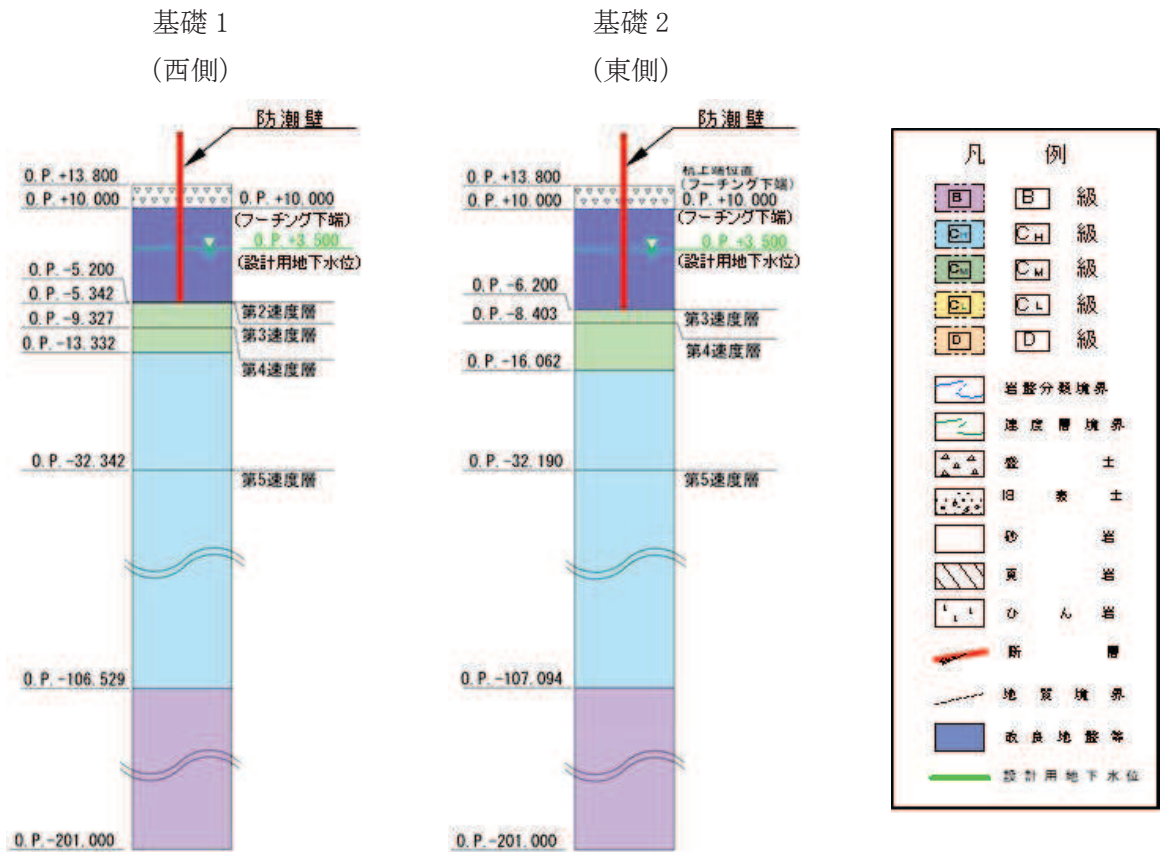 基礎1
(西側)
防潮壁
O.P.+13.800
O.P.+10.000
O.P.+10.000
(フーチング下端)
O.P.+3.500
(設計用地下水位)
O.P.-5.200
O.P.-5.342
第2速度層
O.P.-9.327
第3速度層
O.P.-13.332
第4速度層
O.P.-32.342
第5速度層
O.P.-106.529
O.P.-201.000
基礎2
(東側)
防潮壁
杭上端位置
(フーチング下端)
O.P.+13.800
O.P.+10.000
O.P.+10.000
(フーチング下端)
O.P.+3.500
(設計用地下水位)
O.P.-6.200
第3速度層
O.P.-8.403
第4速度層
O.P.-16.062
O.P.-32.190
第5速度層
O.P.-107.094
O.P.-201.000
凡例
B B 級
CH CH 級
CM CM 級
CL CL 級
D D 級
岩盤分類境界
速度層境界
盛土
旧表土
砂岩
頁岩
ひん岩
断層
地質境界
改良地盤等
設計用地下水位